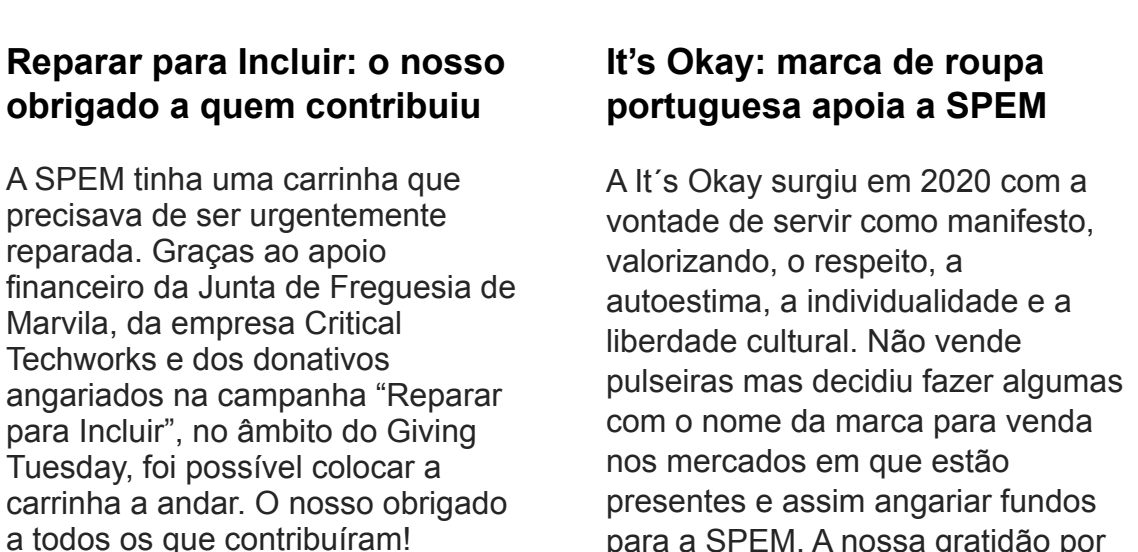 Reparar para Incluir: o nosso
obrigado a quem contribuiu
A SPEM tinha uma carrinha que
precisava de ser urgentemente
reparada. Graças ao apoio
financeiro da Junta de Freguesia de
Marvila, da empresa Critical
Techworks e dos donativos
angariados na campanha “Reparar
para Incluir”, no âmbito do Giving
Tuesday, foi possível colocar a
carrinha a andar. O nosso obrigado
a todos os que contribuíram!
It’s Okay: marca de roupa
portuguesa apoia a SPEM
A It´s Okay surgiu em 2020 com a
vontade de servir como manifesto,
valorizando, o respeito, a
autoestima, a individualidade e a
liberdade cultural. Não vende
pulseiras mas decidiu fazer algumas
com o nome da marca para venda
nos mercados em que estão
presentes e assim angariar fundos
para a SPEM. A nossa gratidão por